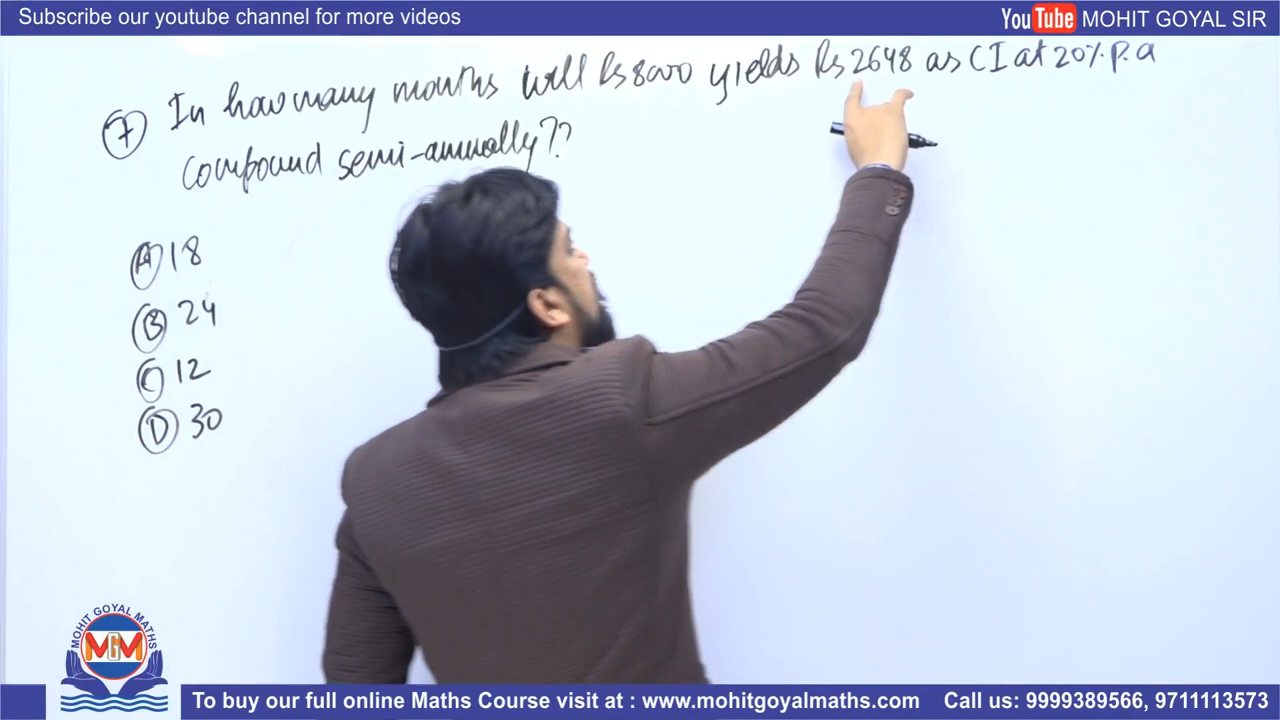 Subscribe our youtube channel for more videos
YouTube MOHIT GOYAL SIR
7 In how many months will Rs 8000 yields Rs 2648 as CI at 20% p.a
compound semi-annually??
A 18
B 24
C 12
D 30
MOHIT GOYAL MATHS
MGM
To buy our full online Maths Course visit at : www.mohitgoyalmaths.com Call us: 9999389566, 9711113573